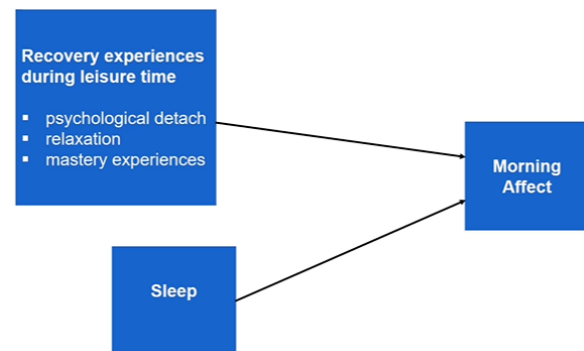 Recovery experiences
during leisure time
▪ psychological detach
▪ relaxation
▪ mastery experiences
Morning
Affect
Sleep